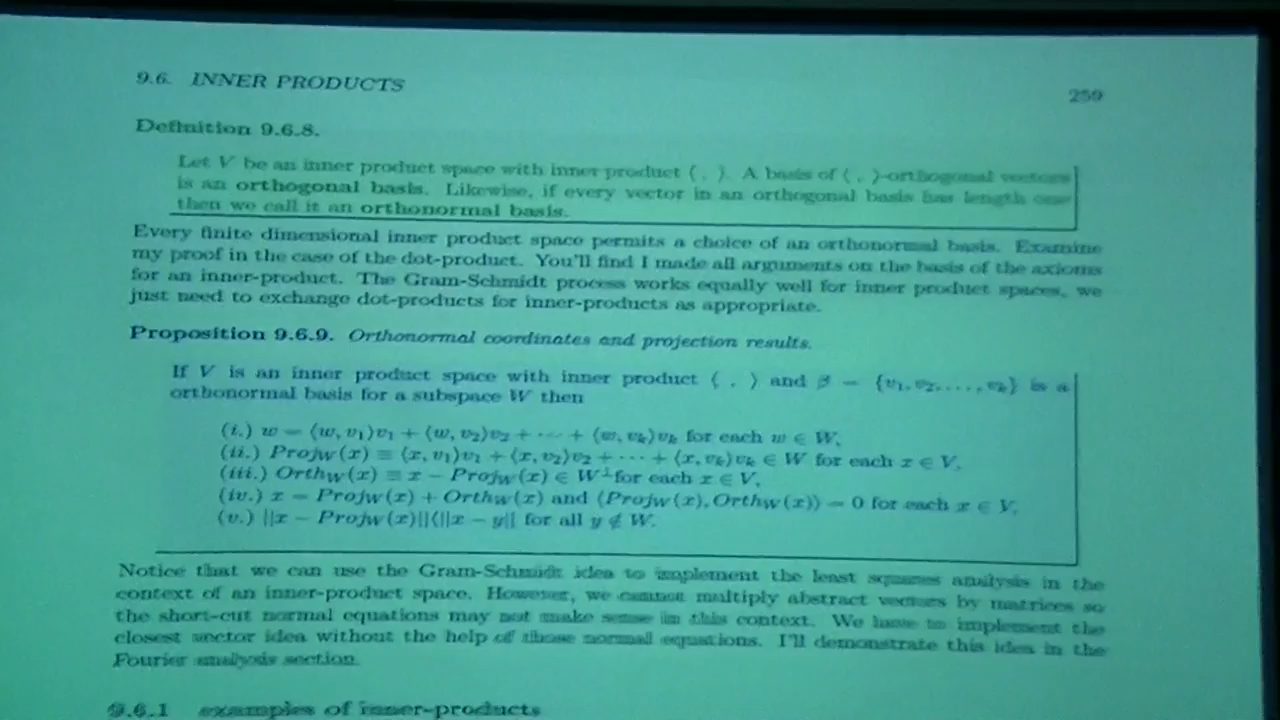 9.6. INNER PRODUCTS 259
Definition 9.6.8.
Let V be an inner product space with inner product ⟨ , ⟩. A basis of ⟨ , ⟩-orthogonal vectors
is an orthogonal basis. Likewise, if every vector in an orthogonal basis has length one
then we call it an orthonormal basis.
Every finite dimensional inner product space permits a choice of an orthonormal basis. Examine
my proof in the case of the dot-product. You'll find I made all arguments on the basis of the axioms
for an inner-product. The Gram-Schmidt process works equally well for inner product spaces, we
just need to exchange dot-products for inner-products as appropriate.
Proposition 9.6.9. Orthonormal coordinates and projection results.
If V is an inner product space with inner product ⟨ , ⟩ and β = {v₁, v₂, . . . , vₖ} is a
orthonormal basis for a subspace W then
(i.) w = ⟨w, v₁⟩v₁ + ⟨w, v₂⟩v₂ + ··· + ⟨w, vₖ⟩vₖ for each w ∈ W,
(ii.) Proj_W(x) ≡ ⟨x, v₁⟩v₁ + ⟨x, v₂⟩v₂ + ··· + ⟨x, vₖ⟩vₖ ∈ W for each x ∈ V,
(iii.) Orth_W(x) ≡ x − Proj_W(x) ∈ W^⊥ for each x ∈ V,
(iv.) x = Proj_W(x) + Orth_W(x) and ⟨Proj_W(x), Orth_W(x)⟩ = 0 for each x ∈ V,
(v.) ||x − Proj_W(x)||⟨||x − y|| for all y ∉ W.
Notice that we can use the Gram-Schmidt idea to implement the least squares analysis in the
context of an inner-product space. However, we cannot multiply abstract vectors by matrices so
the short-cut normal equations may not make sense in this context. We have to implement the
closest vector idea without the help of those normal equations. I'll demonstrate this idea in the
Fourier analysis section.
9.6.1 examples of inner-products